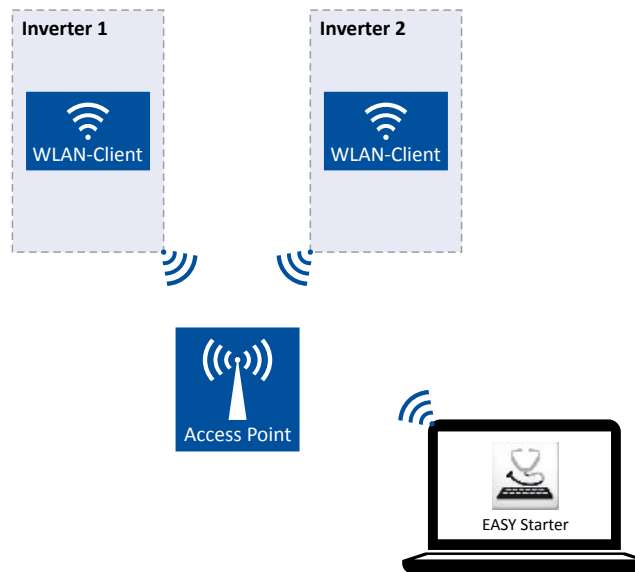 Inverter 1
Inverter 2
WLAN-Client
WLAN-Client
Access Point
EASY Starter